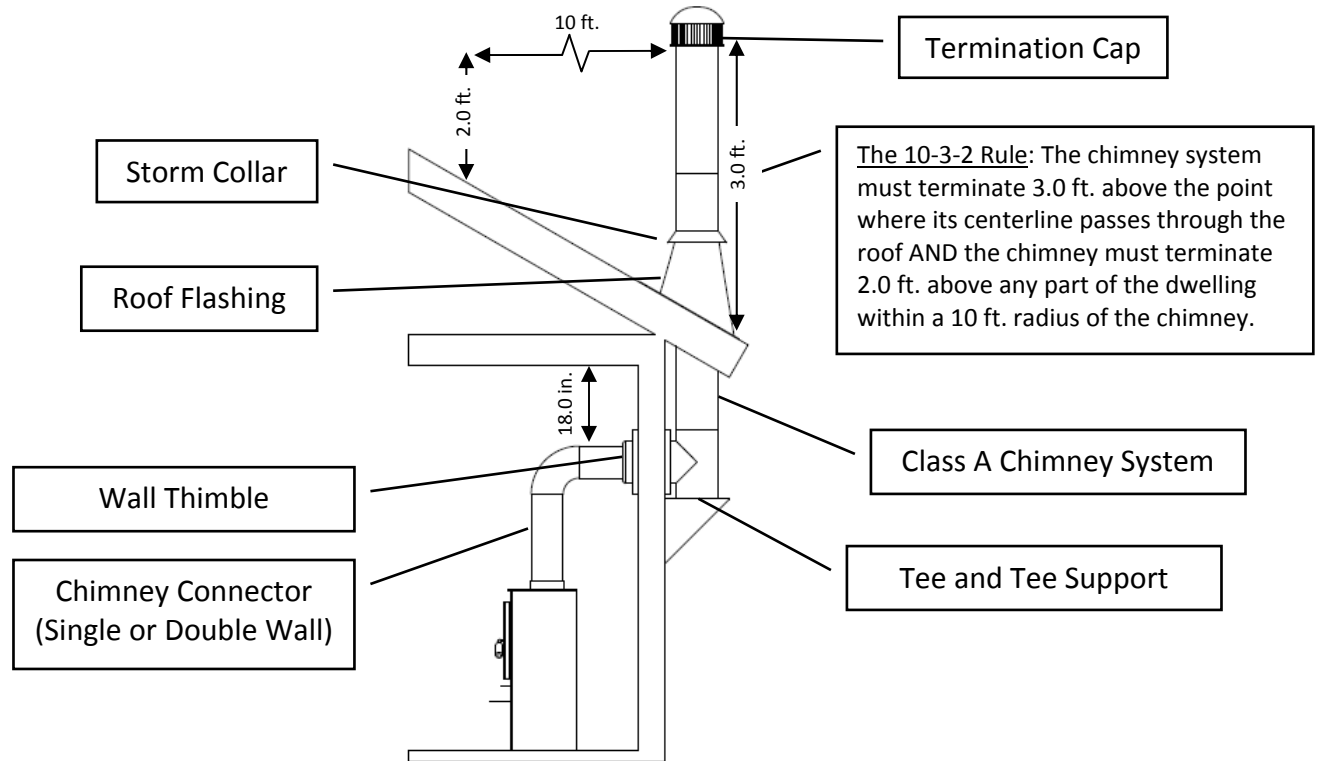 10 ft.
Termination Cap
2.0 ft.
3.0 ft.
Storm Collar
The 10-3-2 Rule: The chimney system
must terminate 3.0 ft. above the point
where its centerline passes through the
roof AND the chimney must terminate
2.0 ft. above any part of the dwelling
within a 10 ft. radius of the chimney.
Roof Flashing
18.0 in.
Class A Chimney System
Wall Thimble
Tee and Tee Support
Chimney Connector
(Single or Double Wall)